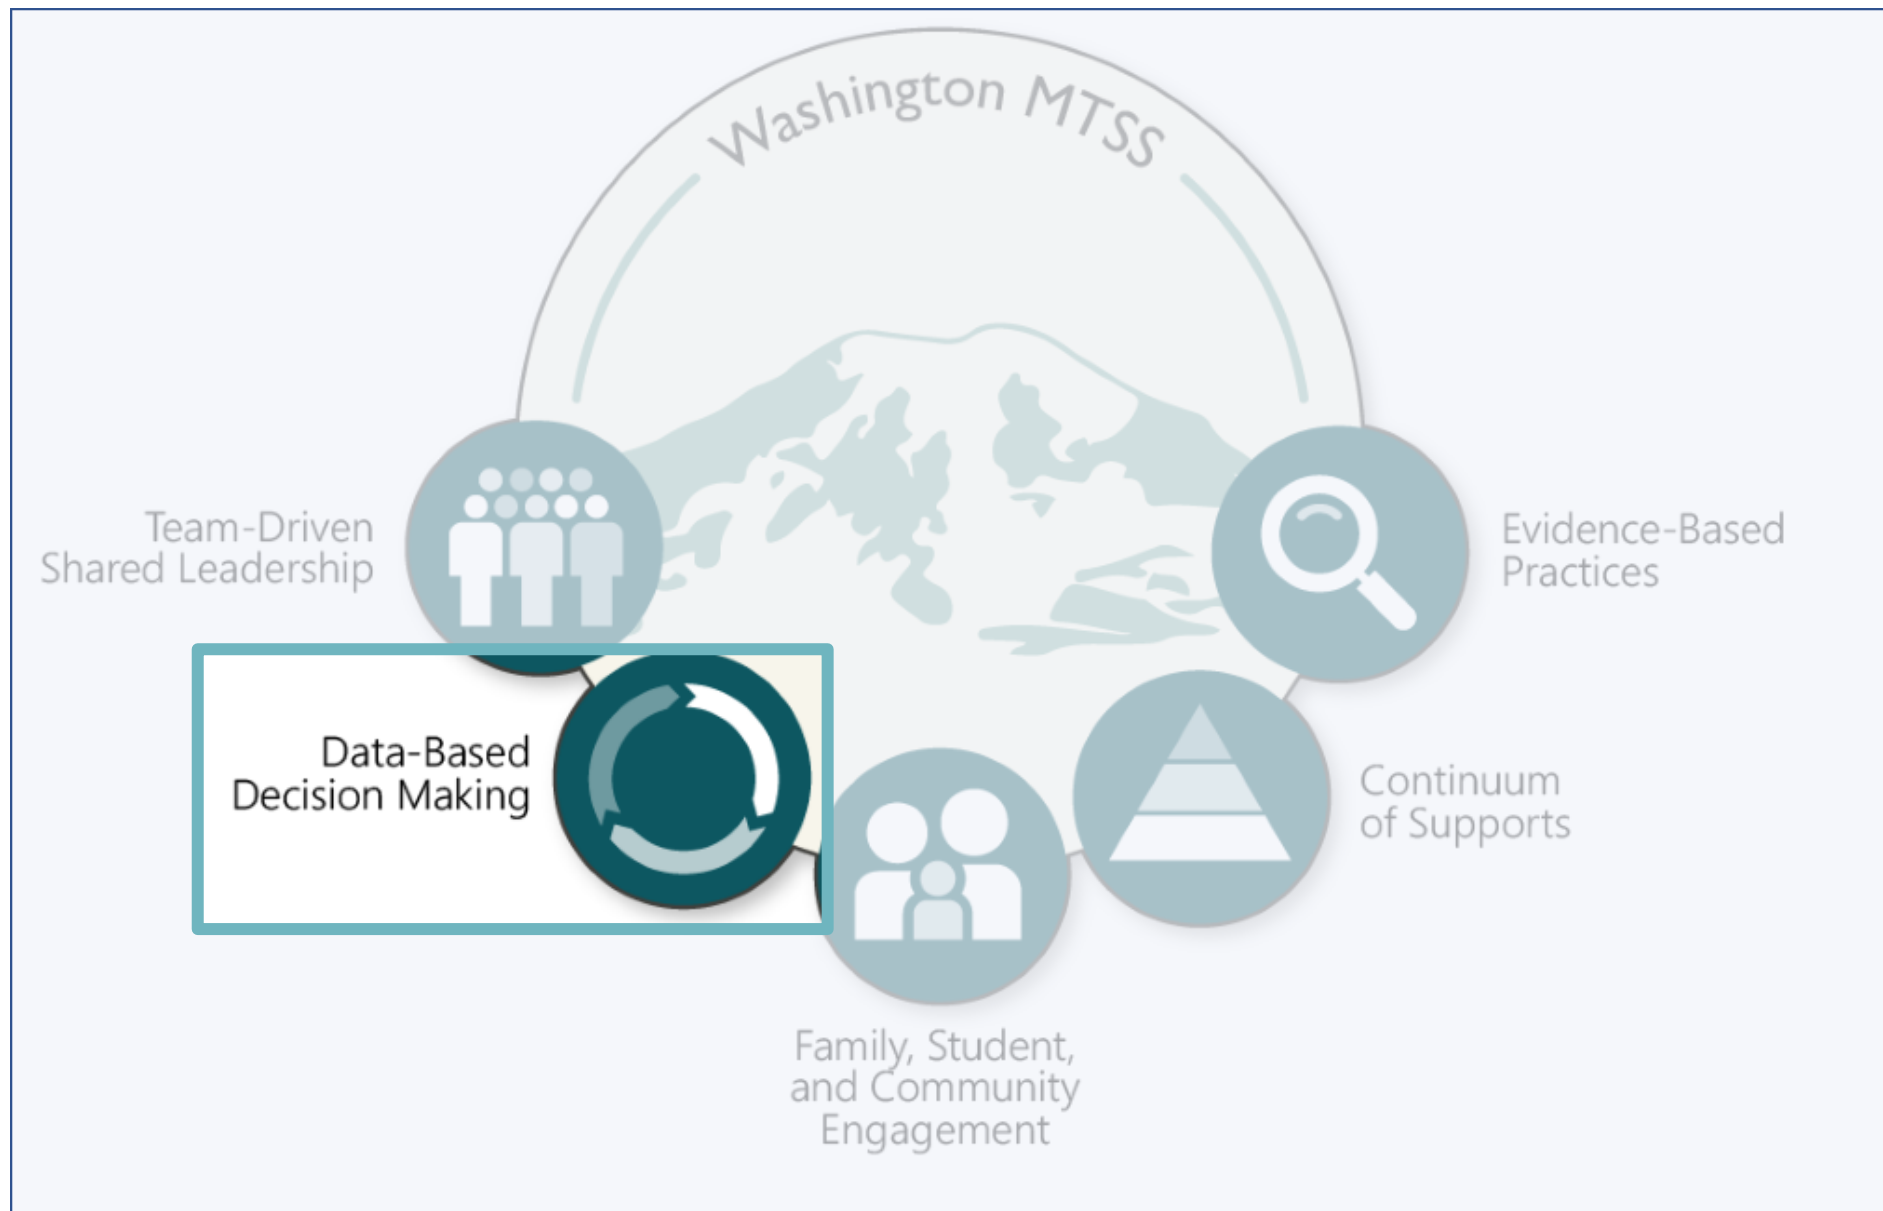 Washington MTSS
Team-Driven
Shared Leadership
Evidence-Based
Practices
Data-Based
Decision Making
Continuum
of Supports
Family, Student,
and Community
Engagement